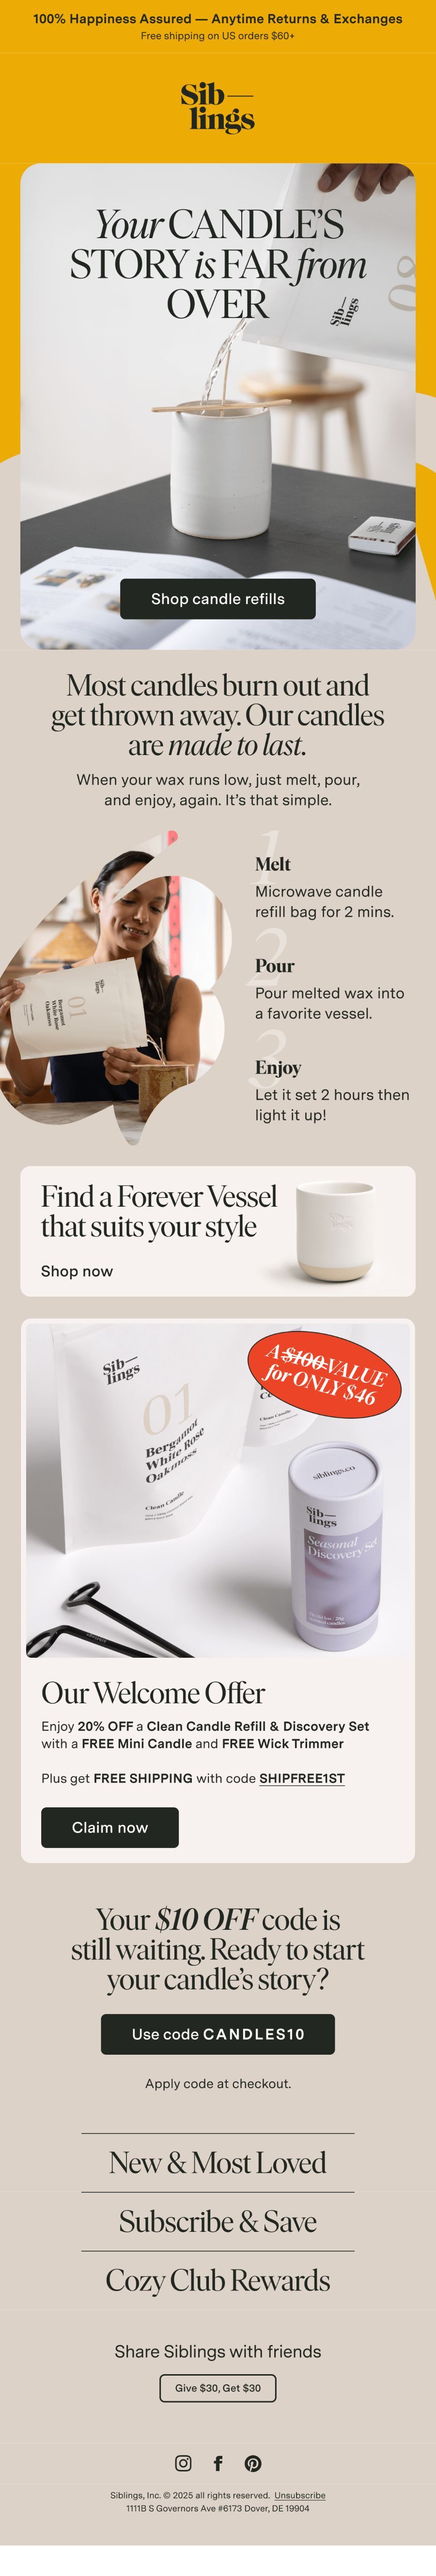 100% Happiness Assured — Anytime Returns & Exchanges
Free shipping on US orders $60+
Sib—
lings
Your CANDLE'S
STORY is FAR from
OVER
08
Sib—
lings
Shop candle refills
Most candles burn out and
get thrown away. Our candles
are made to last.
When your wax runs low, just melt, pour,
and enjoy, again. It's that simple.
1
Melt
Microwave candle
refill bag for 2 mins.
2
Pour
Pour melted wax into
a favorite vessel.
3
Enjoy
Let it set 2 hours then
light it up!
Sib—
lings
01
Bergamot
White Rose
Oakmoss
Find a Forever Vessel
that suits your style
Shop now
A $100 VALUE
for ONLY $46
Sib—
lings
01
Bergamot
White Rose
Oakmoss
Clean Candle
siblings.co
Sib—
lings
Seasonal
Discovery Set
Our Welcome Offer
Enjoy 20% OFF a Clean Candle Refill & Discovery Set
with a FREE Mini Candle and FREE Wick Trimmer
Plus get FREE SHIPPING with code SHIPFREE1ST
Claim now
Your $10 OFF code is
still waiting. Ready to start
your candle's story?
Use code CANDLES10
Apply code at checkout.
New & Most Loved
Subscribe & Save
Cozy Club Rewards
Share Siblings with friends
Give $30, Get $30
Siblings, Inc. © 2025 all rights reserved. Unsubscribe
1111B S Governors Ave #6173 Dover, DE 19904